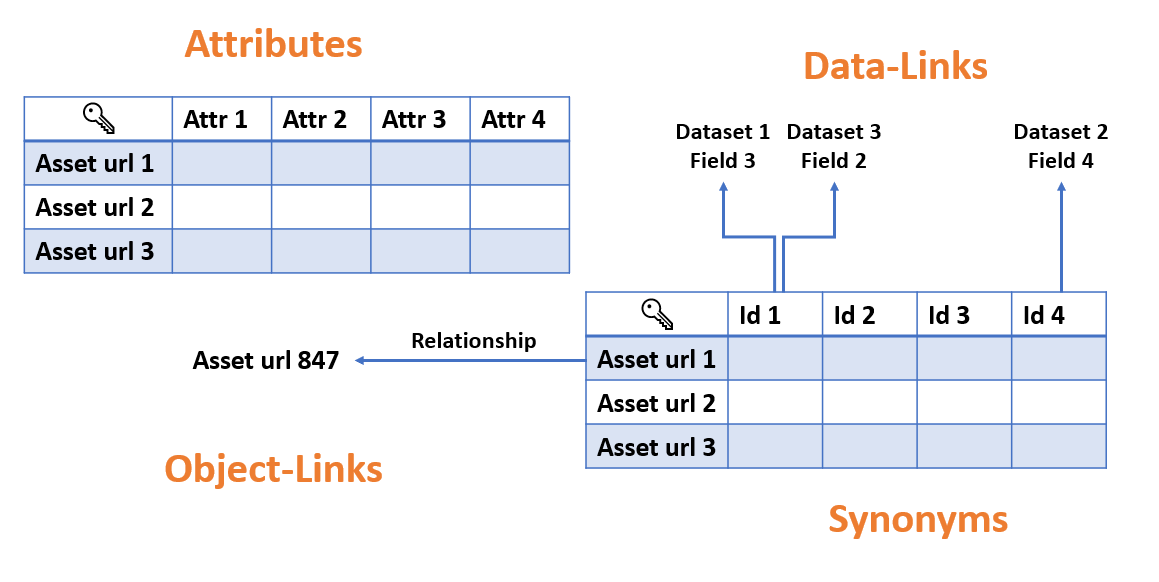 Attributes
Attr 1 Attr 2 Attr 3 Attr 4
Asset url 1
Asset url 2
Asset url 3
Data-Links
Dataset 1 Dataset 3 Dataset 2
Field 3 Field 2 Field 4
Id 1 Id 2 Id 3 Id 4
Asset url 1
Asset url 2
Asset url 3
Relationship
Asset url 847
Object-Links
Synonyms